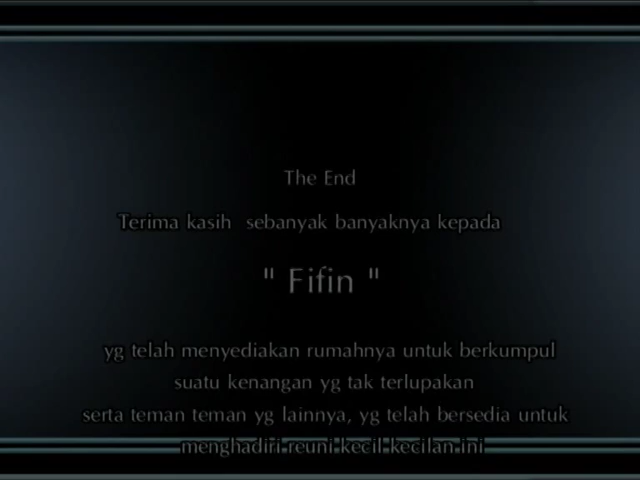 The End
Terima kasih sebanyak banyaknya kepada
" Fifin "
yg telah menyediakan rumahnya untuk berkumpul
suatu kenangan yg tak terlupakan
serta teman teman yg lainnya, yg telah bersedia untuk
menghadiri reuni kecil kecilan ini